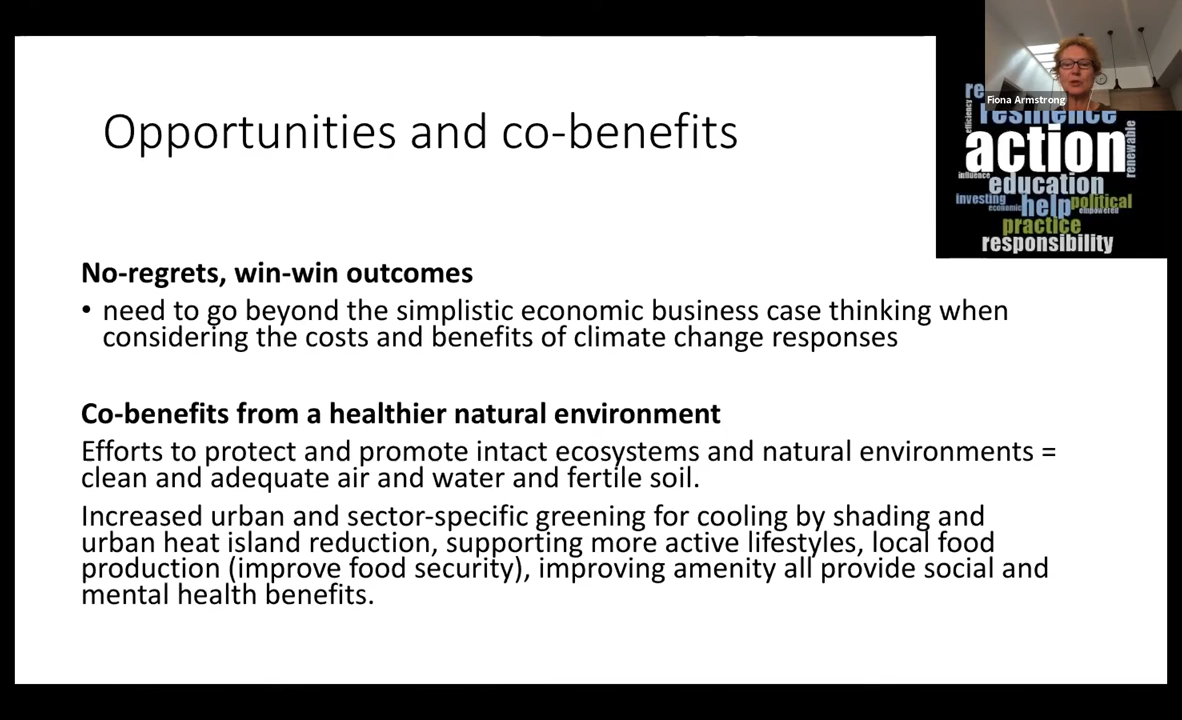 Opportunities and co-benefits
Fiona Armstrong
re
efficiency
resilience
action
renewable
influence
education
investing
economic
help
political
empowered
practice
responsibility
No-regrets, win-win outcomes
• need to go beyond the simplistic economic business case thinking when
considering the costs and benefits of climate change responses
Co-benefits from a healthier natural environment
Efforts to protect and promote intact ecosystems and natural environments =
clean and adequate air and water and fertile soil.
Increased urban and sector-specific greening for cooling by shading and
urban heat island reduction, supporting more active lifestyles, local food
production (improve food security), improving amenity all provide social and
mental health benefits.